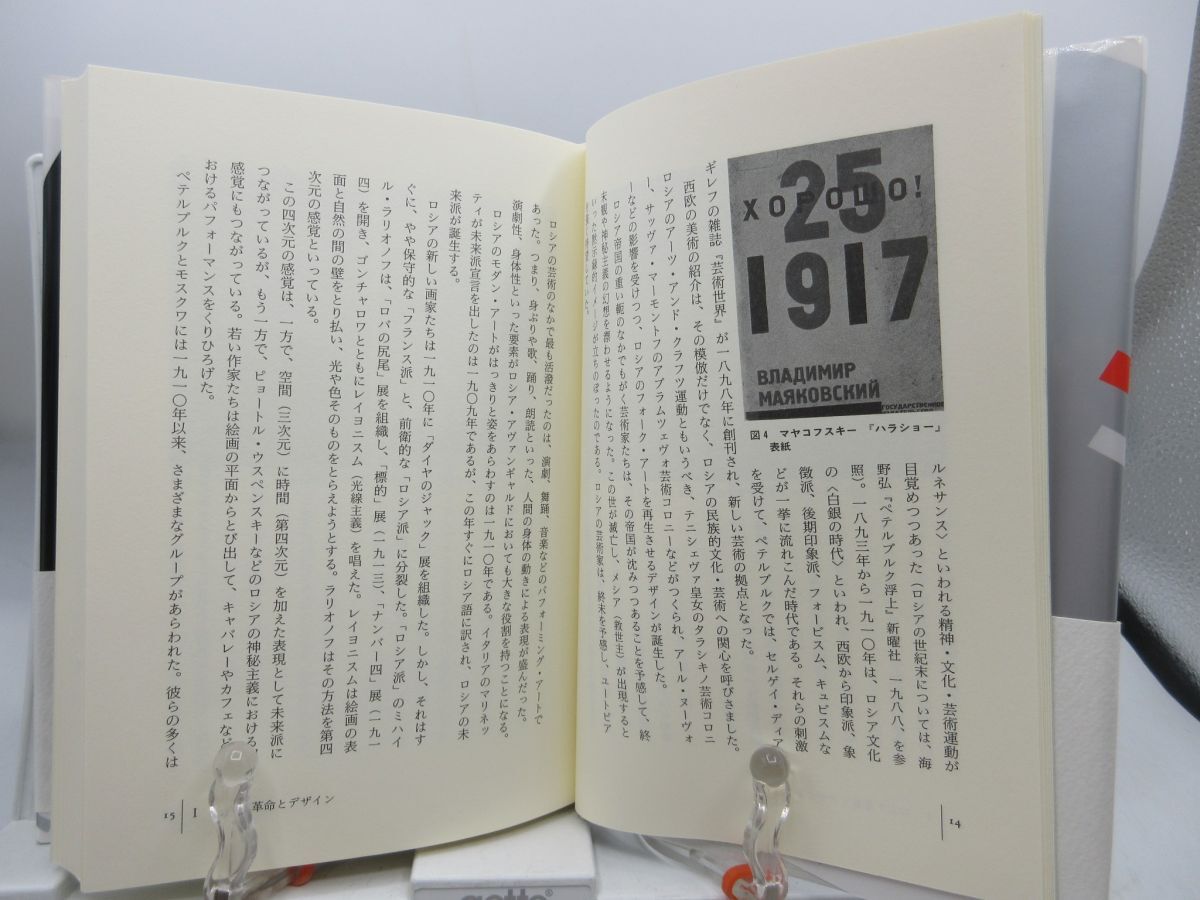 25
ХОРОШО!
1917
ВЛАДИМИР
МАЯКОВСКИЙ
ГОСУДАРСТВЕННОЕ
図4 マヤコフスキー『ハラショー』
表紙
ルネサンス〉といわれる精神・文化・芸術運動が
目覚めつつあった（ロシアの世紀末については、海
野弘『ペテルブルク浮上』新曜社 一九八八、を参
照）。一八九三年から一九一〇年は、ロシア文化
の〈白銀の時代〉といわれ、西欧から印象派、象
徴派、後期印象派、フォービスム、キュビスムな
どが一挙に流れこんだ時代である。それらの刺激
を受けて、ペテルブルクでは、セルゲイ・ディア
ギレフの雑誌『芸術世界』が一八九八年に創刊され、新しい芸術の拠点となった。
西欧の美術の紹介は、その模倣だけでなく、ロシアの民族的文化・芸術への関心を呼びさました。
ロシアのアーツ・アンド・クラフツ運動ともいうべき、テニシェヴァ皇女のタラシキノ芸術コロニ
ー、サッヴァ・マーモントフのアブラムツェヴォ芸術コロニーなどがつくられ、アール・ヌーヴォ
ーなどの影響を受けつつ、ロシアのフォーク・アートを再生させるデザインが誕生した。
ロシア帝国の重い軛のなかでもがく芸術家たちは、その帝国が沈みつつあることを予感して、終
末観や神秘主義の幻想を漂わせるようになった。この世が滅亡し、メシア（救世主）が出現すると
いった黙示録的イメージが立ちのぼったのである。ロシアの芸術家は、終末を予感し、ユートピア
14
ロシアの芸術のなかで最も活潑だったのは、演劇、舞踊、音楽などのパフォーミング・アートで
あった。つまり、身ぶりや歌、踊り、朗読といった、人間の身体の動きによる表現が盛んだった。
演劇性、身体性といった要素がロシア・アヴァンギャルドにおいても大きな役割を持つことになる。
ロシアのモダン・アートがはっきりと姿をあらわすのは一九一〇年である。イタリアのマリネッ
ティが未来派宣言を出したのは一九〇九年であるが、この年すぐにロシア語に訳され、ロシアの未
来派が誕生する。
ロシアの新しい画家たちは一九一〇年に「ダイヤのジャック」展を組織した。しかし、それはす
ぐに、やや保守的な「フランス派」と、前衛的な「ロシア派」に分裂した。「ロシア派」のミハイ
ル・ラリオノフは、「ロバの尻尾」展を組織し、「標的」展（一九一三）、「ナンバー四」展（一九一
四）を開き、ゴンチャロワとともにレイヨニスム（光線主義）を唱えた。レイヨニスムは絵画の表
面と自然の間の壁をとり払い、光や色そのものをとらえようとする。ラリオノフはその方法を第四
次元の感覚といっている。
この四次元の感覚は、一方で、空間（三次元）に時間（第四次元）を加えた表現として未来派に
つながっているが、もう一方で、ピョートル・ウスペンスキーなどのロシアの神秘主義における、
感覚にもつながっている。若い作家たちは絵画の平面からとび出して、キャバレーやカフェなど
おけるパフォーマンスをくりひろげた。
ペテルブルクとモスクワには一九一〇年以来、さまざまなグループがあらわれた。彼らの多くは
15 I 革命とデザイン